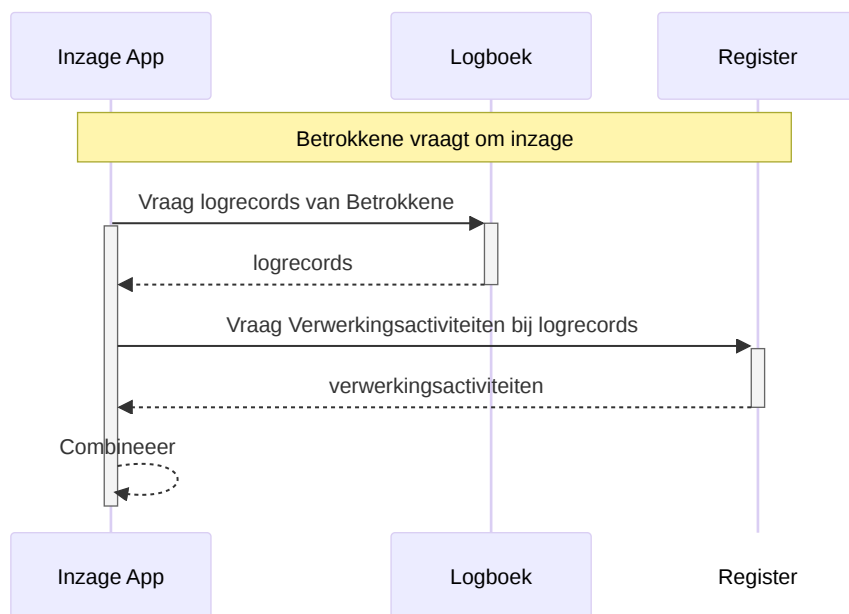 Inzage App
Logboek
Register
Betrokkene vraagt om inzage
Vraag logrecords van Betrokkene
logrecords
Vraag Verwerkingsactiviteiten bij logrecords
verwerkingsactiviteiten
Combineeer
Inzage App
Logboek
Register